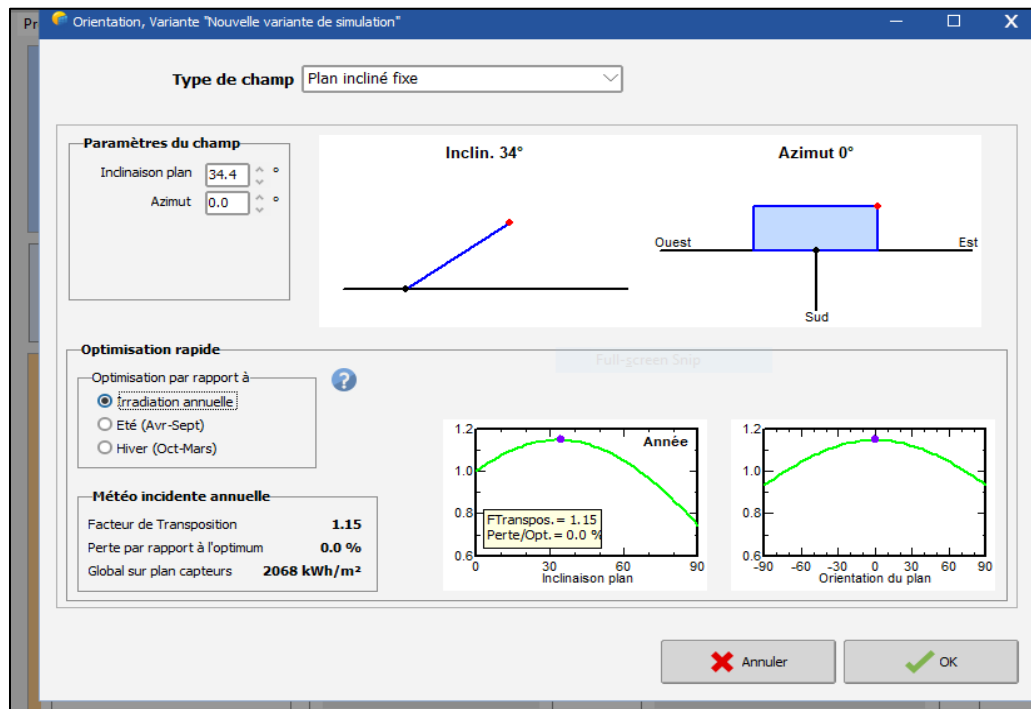 Pr
Orientation, Variante "Nouvelle variante de simulation"
Type de champ Plan incliné fixe
Paramètres du champ
Inclinaison plan 34.4 °
Azimut 0.0 °
Inclin. 34°
Azimut 0°
Ouest
Est
Sud
Optimisation rapide
Full-screen Snip
Optimisation par rapport à
Irradiation annuelle
Eté (Avr-Sept)
Hiver (Oct-Mars)
?
Météo incidente annuelle
Facteur de Transposition 1.15
Perte par rapport à l'optimum 0.0 %
Global sur plan capteurs 2068 kWh/m²
1.2
1.0
0.8
0.6
Année
FTranspos.= 1.15
Perte/Opt.= 0.0 %
0 30 60 90
Inclinaison plan
1.2
1.0
0.8
0.6
-90 -60 -30 0 30 60 90
Orientation du plan
Annuler
OK